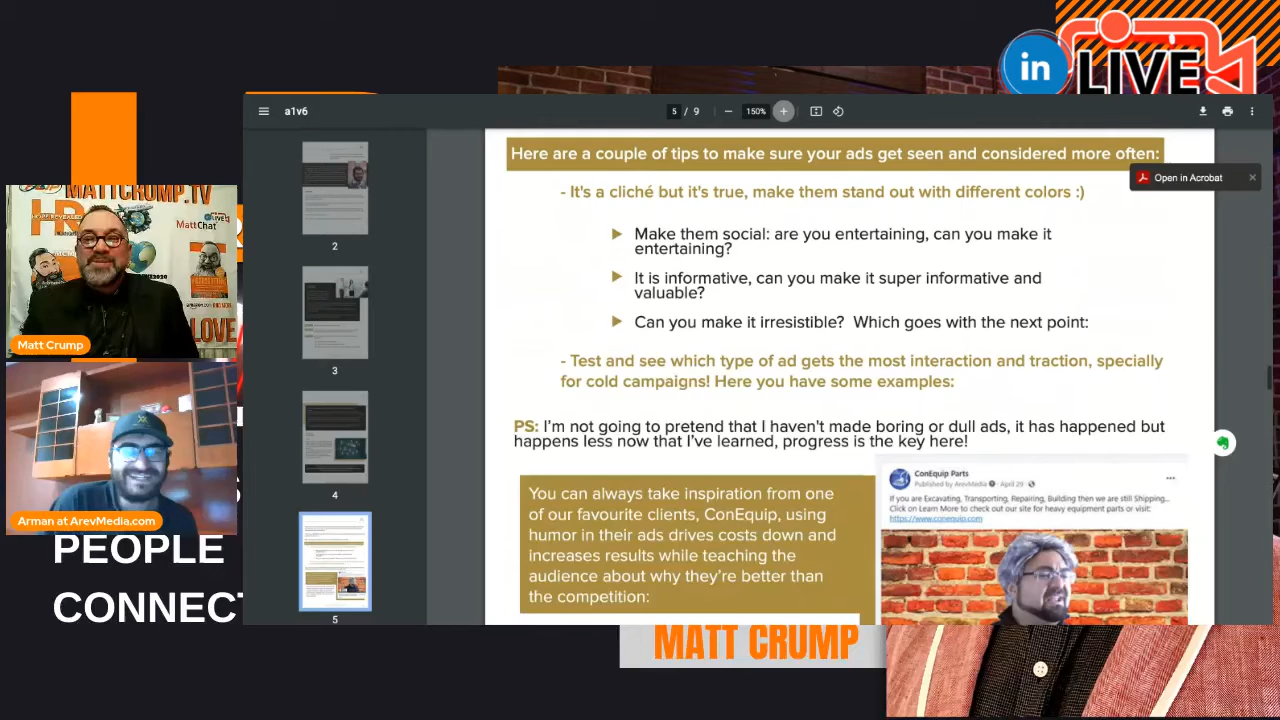 in
LIVE
a1v6
5 / 9
150%
Here are a couple of tips to make sure your ads get seen and considered more often:
Open in Acrobat
- It's a cliché but it's true, make them stand out with different colors :)
Make them social: are you entertaining, can you make it
entertaining?
It is informative, can you make it super informative and
valuable?
Can you make it irresistible? Which goes with the next point:
- Test and see which type of ad gets the most interaction and traction, specially
for cold campaigns! Here you have some examples:
PS: I'm not going to pretend that I haven't made boring or dull ads, it has happened but
happens less now that I've learned, progress is the key here!
You can always take inspiration from one
of our favourite clients, ConEquip, using
humor in their ads drives costs down and
increases results while teaching the
audience about why they're better than
the competition:
ConEquip Parts
Published by ArevMedia · April 20
If you are Excavating, Transporting, Repairing, Building then we are still Shipping...
Click on Learn More to check out our site for heavy equipment parts or visit:
https://www.conequip.com
2
3
4
5
MATTCRUMP.TV
MattChat
LOVE
Matt Crump
Arman at ArevMedia.com
PEOPLE
CONNECT
MATT CRUMP